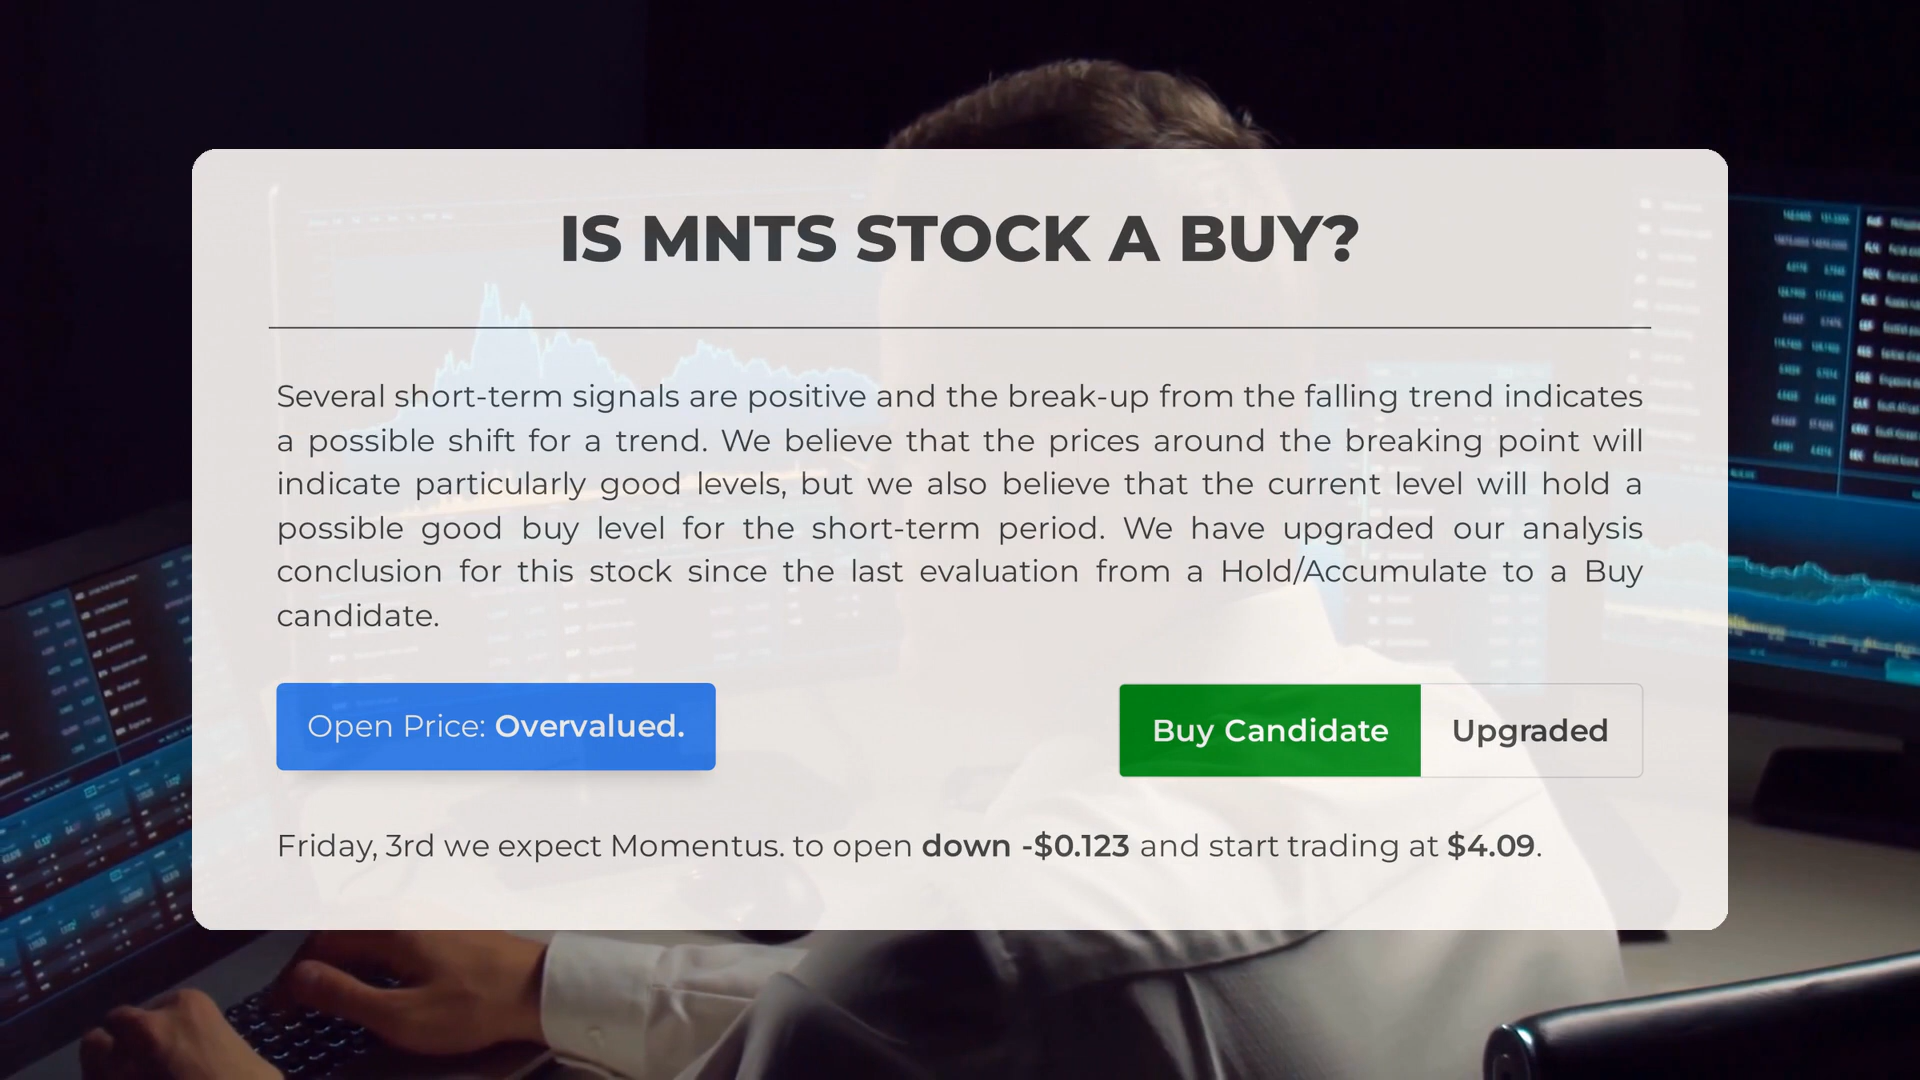 IS MNTS STOCK A BUY?
Several short-term signals are positive and the break-up from the falling trend indicates
a possible shift for a trend. We believe that the prices around the breaking point will
indicate particularly good levels, but we also believe that the current level will hold a
possible good buy level for the short-term period. We have upgraded our analysis
conclusion for this stock since the last evaluation from a Hold/Accumulate to a Buy
candidate.
Open Price: Overvalued.
Buy Candidate Upgraded
Friday, 3rd we expect Momentus. to open down -$0.123 and start trading at $4.09.